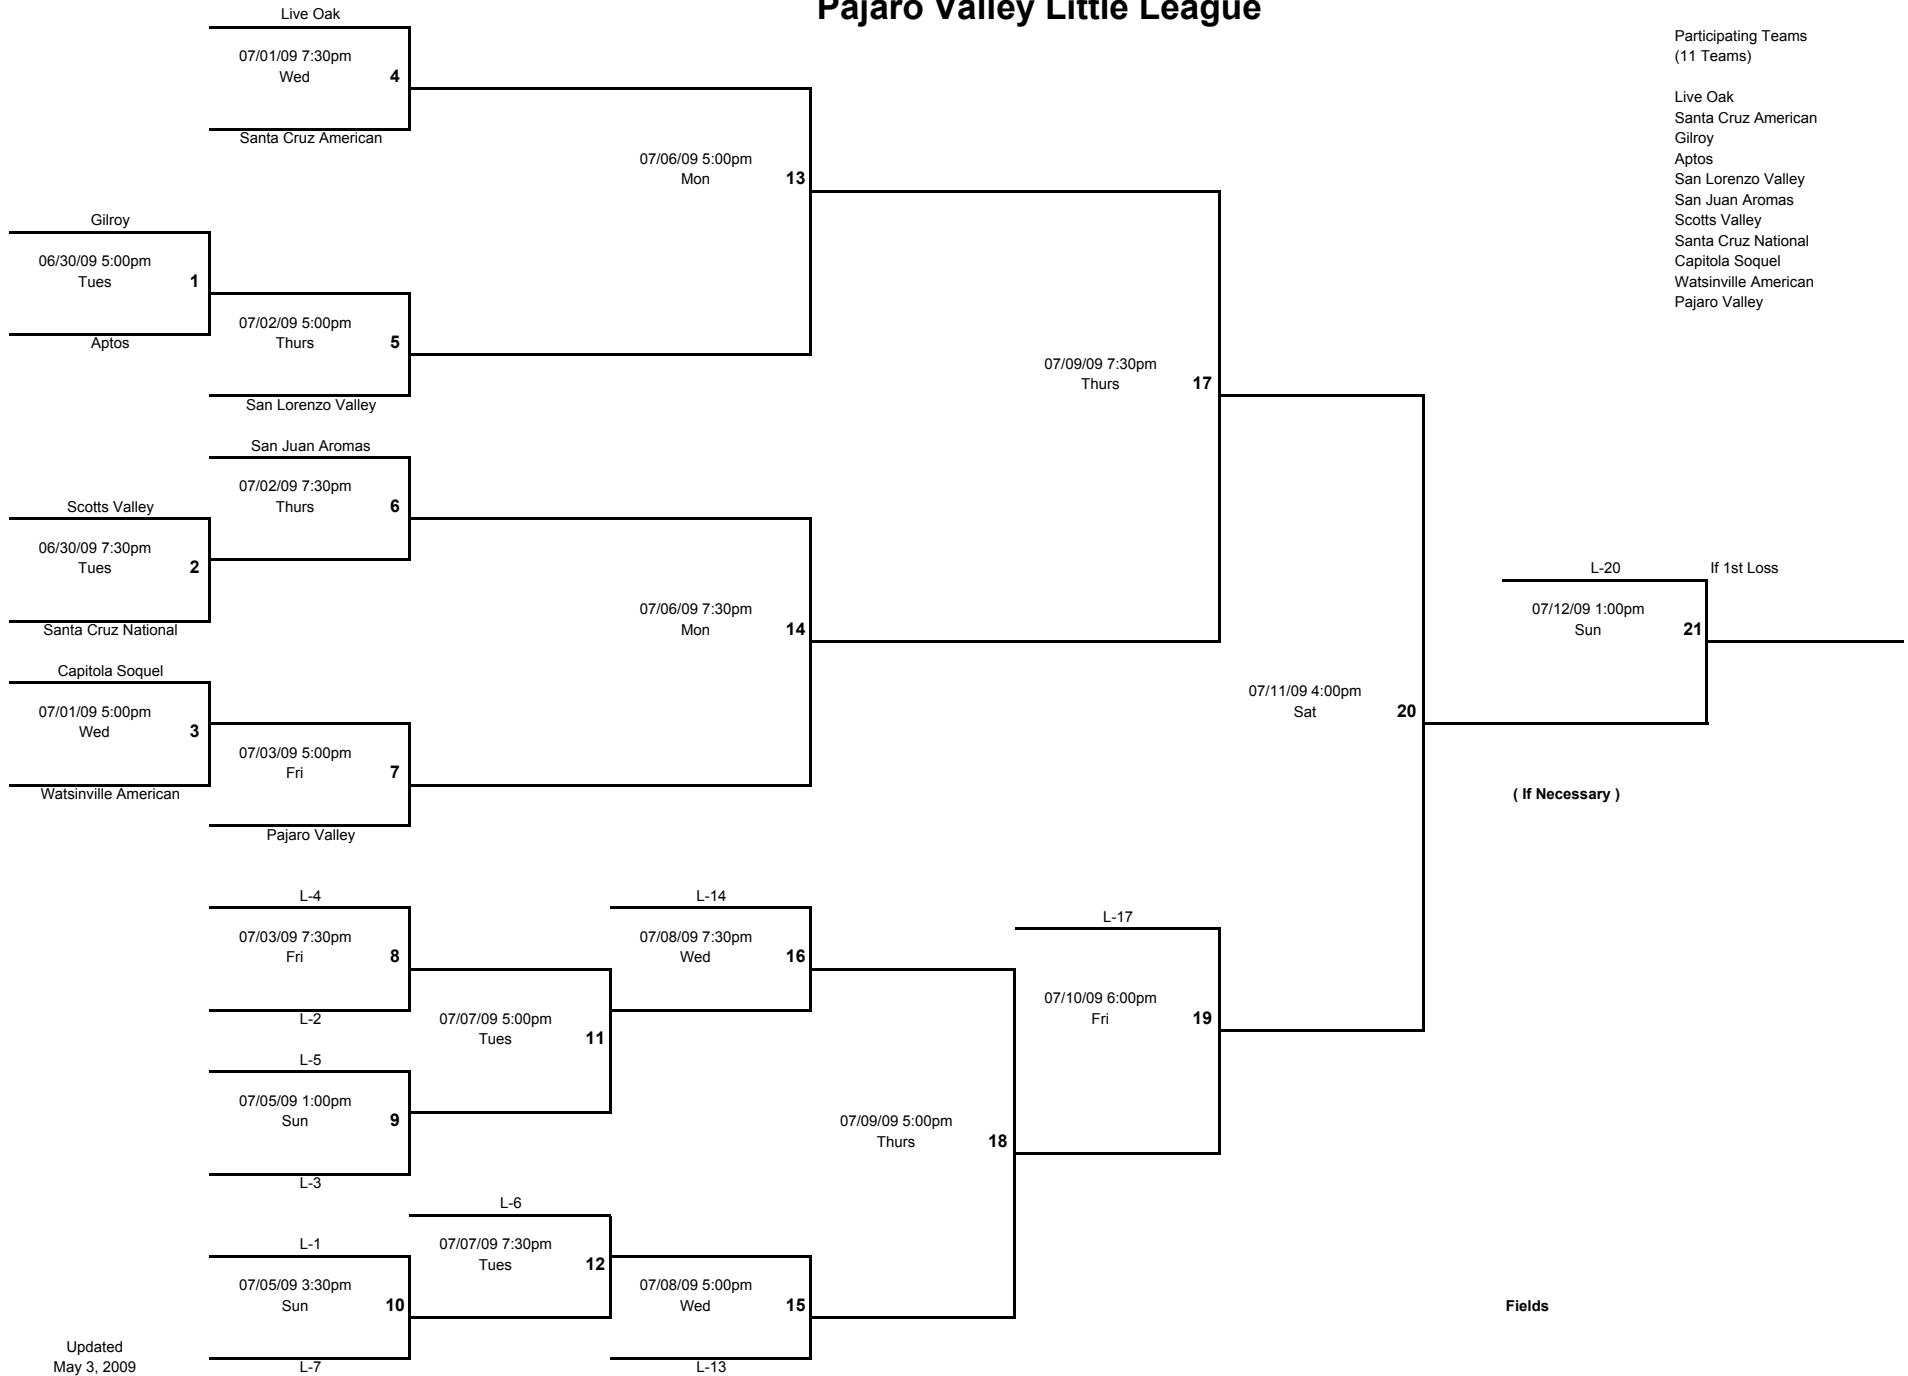 Pajaro Valley Little League
Live Oak
07/01/09 7:30pm
Wed
4
Santa Cruz American
07/06/09 5:00pm
Mon
13
Gilroy
06/30/09 5:00pm
Tues
1
Aptos
07/02/09 5:00pm
Thurs
5
San Lorenzo Valley
07/09/09 7:30pm
Thurs
17
San Juan Aromas
07/02/09 7:30pm
Thurs
6
Scotts Valley
06/30/09 7:30pm
Tues
2
Santa Cruz National
07/06/09 7:30pm
Mon
14
Capitola Soquel
07/01/09 5:00pm
Wed
3
Watsinville American
07/03/09 5:00pm
Fri
7
Pajaro Valley
07/11/09 4:00pm
Sat
20
L-20
If 1st Loss
07/12/09 1:00pm
Sun
21
( If Necessary )
L-4
07/03/09 7:30pm
Fri
8
L-2
L-14
07/08/09 7:30pm
Wed
16
L-17
07/10/09 6:00pm
Fri
19
07/07/09 5:00pm
Tues
11
L-5
07/05/09 1:00pm
Sun
9
L-3
07/09/09 5:00pm
Thurs
18
L-6
07/07/09 7:30pm
Tues
12
L-1
07/05/09 3:30pm
Sun
10
L-7
07/08/09 5:00pm
Wed
15
L-13
Participating Teams
(11 Teams)
Live Oak
Santa Cruz American
Gilroy
Aptos
San Lorenzo Valley
San Juan Aromas
Scotts Valley
Santa Cruz National
Capitola Soquel
Watsinville American
Pajaro Valley
Fields
Updated
May 3, 2009